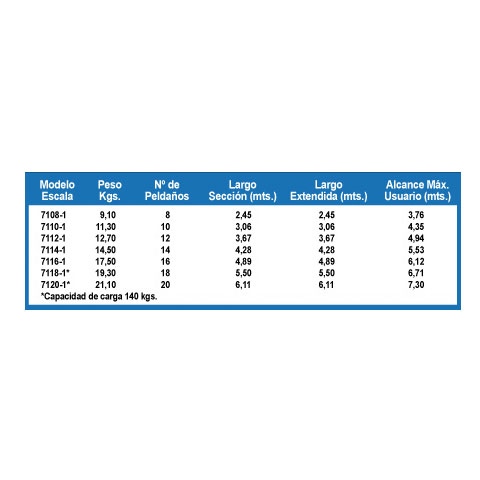 Modelo Escala Peso Kgs. Nº de Peldaños Largo Sección (mts.) Largo Extendida (mts.) Alcance Máx. Usuario (mts.)
7108-1 9,10 8 2,45 2,45 3,76
7110-1 11,30 10 3,06 3,06 4,35
7112-1 12,70 12 3,67 3,67 4,94
7114-1 14,50 14 4,28 4,28 5,53
7116-1 17,50 16 4,89 4,89 6,12
7118-1* 19,30 18 5,50 5,50 6,71
7120-1* 21,10 20 6,11 6,11 7,30
*Capacidad de carga 140 kgs.